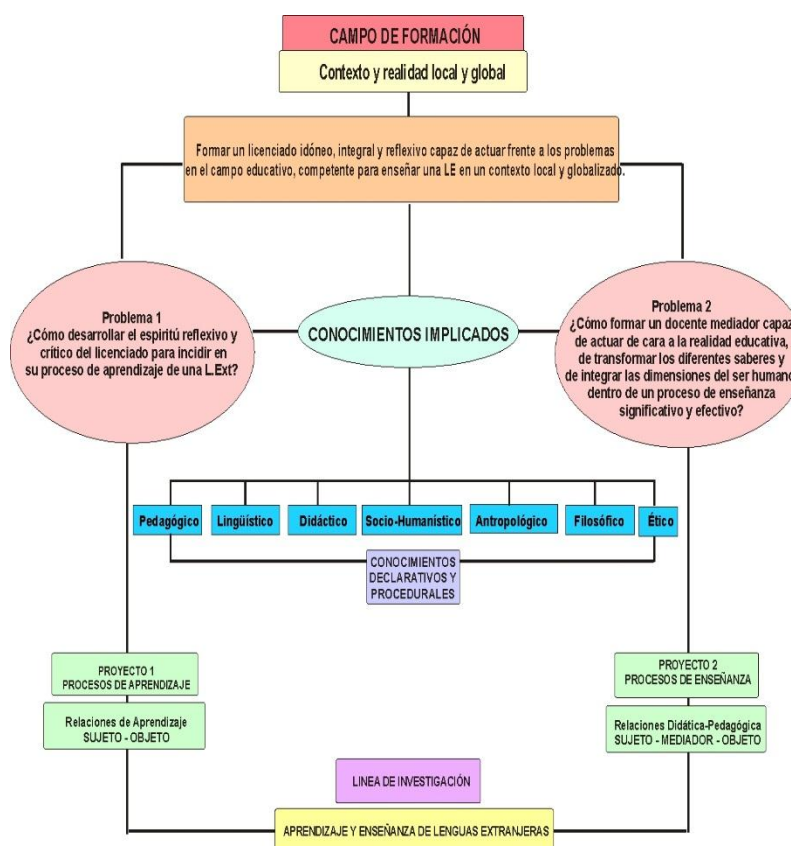 CAMPO DE FORMACIÓN
Contexto y realidad local y global
Formar un licenciado idóneo, integral y reflexivo capaz de actuar frente a los problemas
en el campo educativo, competente para enseñar una LE en un contexto local y globalizado.
Problema 1
¿Cómo desarrollar el espiritú reflexivo y
crítico del licenciado para incidir en
su proceso de aprendizaje de una L.Ext?
CONOCIMIENTOS IMPLICADOS
Problema 2
¿Cómo formar un docente mediador capaz
de actuar de cara a la realidad educativa,
de transformar los diferentes saberes y
de integrar las dimensiones del ser humano
dentro de un proceso de enseñanza
significativo y efectivo?
Pedagógico
Lingüístico
Didáctico
Socio-Humanístico
Antropológico
Filosófico
Ético
CONOCIMIENTOS
DECLARATIVOS Y
PROCEDURALES
PROYECTO 1
PROCESOS DE APRENDIZAJE
Relaciones de Aprendizaje
SUJETO - OBJETO
PROYECTO 2
PROCESOS DE ENSEÑANZA
Relaciones Didática-Pedagógica
SUJETO - MEDIADOR - OBJETO
LINEA DE INVESTIGACIÓN
APRENDIZAJE Y ENSEÑANZA DE LENGUAS EXTRANJERAS